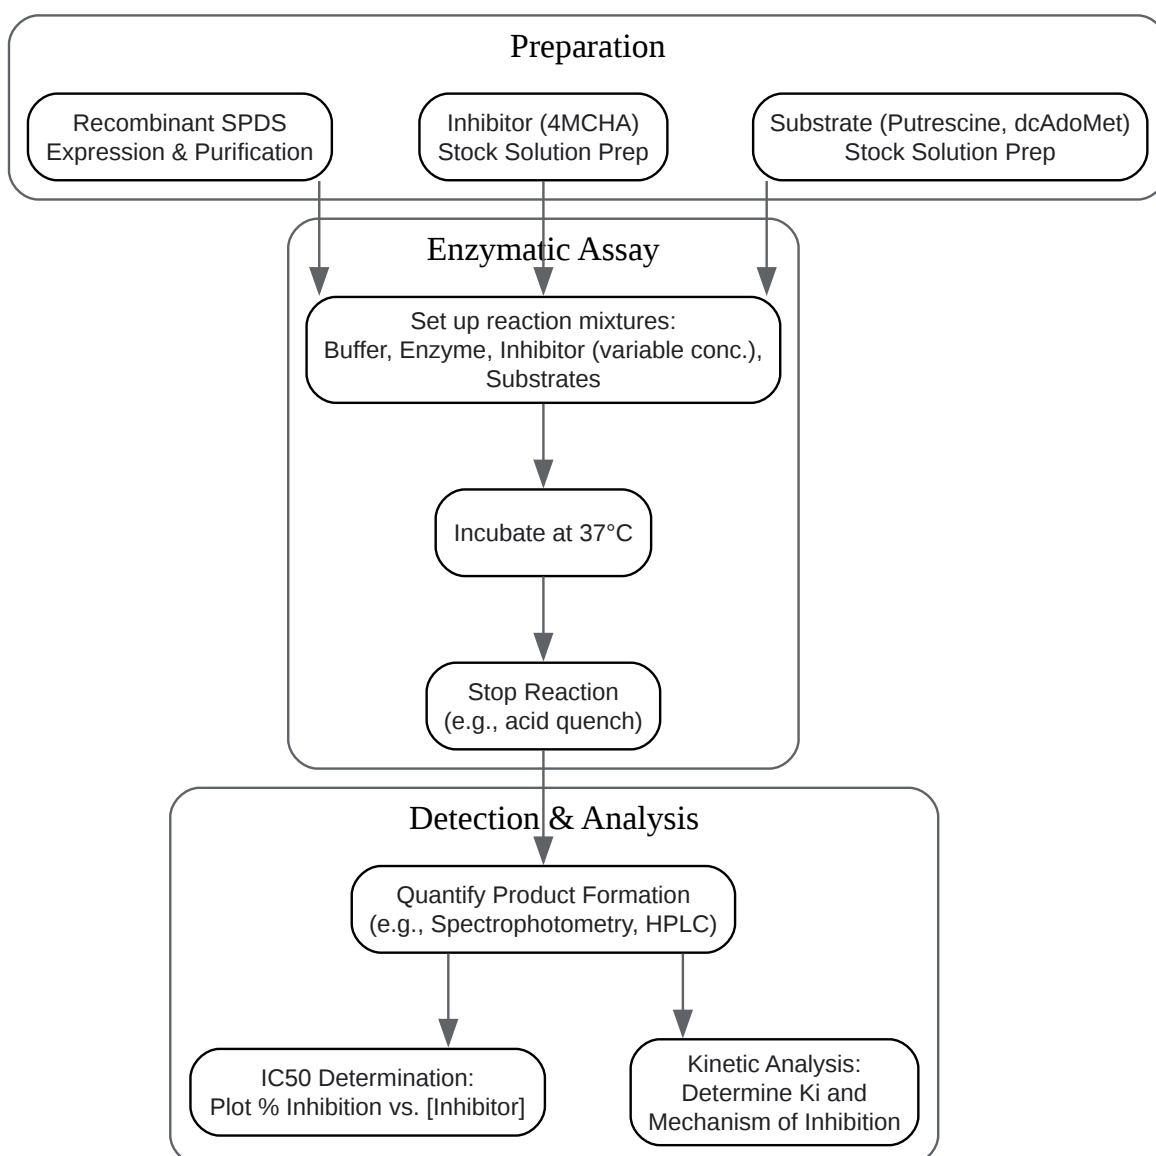 Preparation
Recombinant SPDS
Expression & Purification
Inhibitor (4MCHA)
Stock Solution Prep
Substrate (Putrescine, dcAdoMet)
Stock Solution Prep
Enzymatic Assay
Set up reaction mixtures:
Buffer, Enzyme, Inhibitor (variable conc.),
Substrates
Incubate at 37°C
Stop Reaction
(e.g., acid quench)
Detection & Analysis
Quantify Product Formation
(e.g., Spectrophotometry, HPLC)
IC50 Determination:
Plot % Inhibition vs. [Inhibitor]
Kinetic Analysis:
Determine Ki and
Mechanism of Inhibition